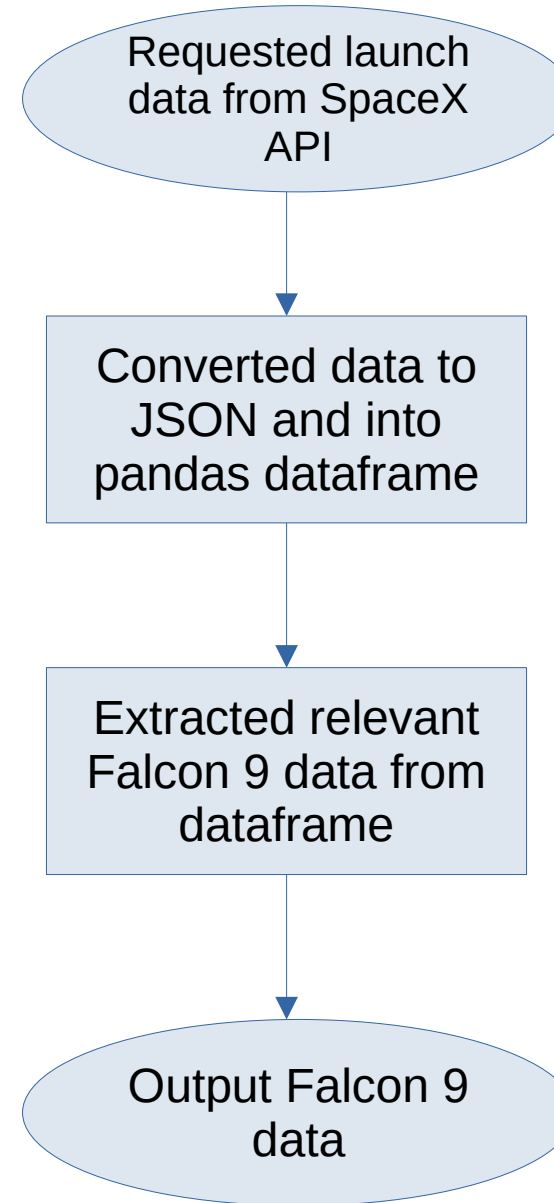 Requested launch
data from SpaceX
API
Converted data to
JSON and into
pandas dataframe
Extracted relevant
Falcon 9 data from
dataframe
Output Falcon 9
data